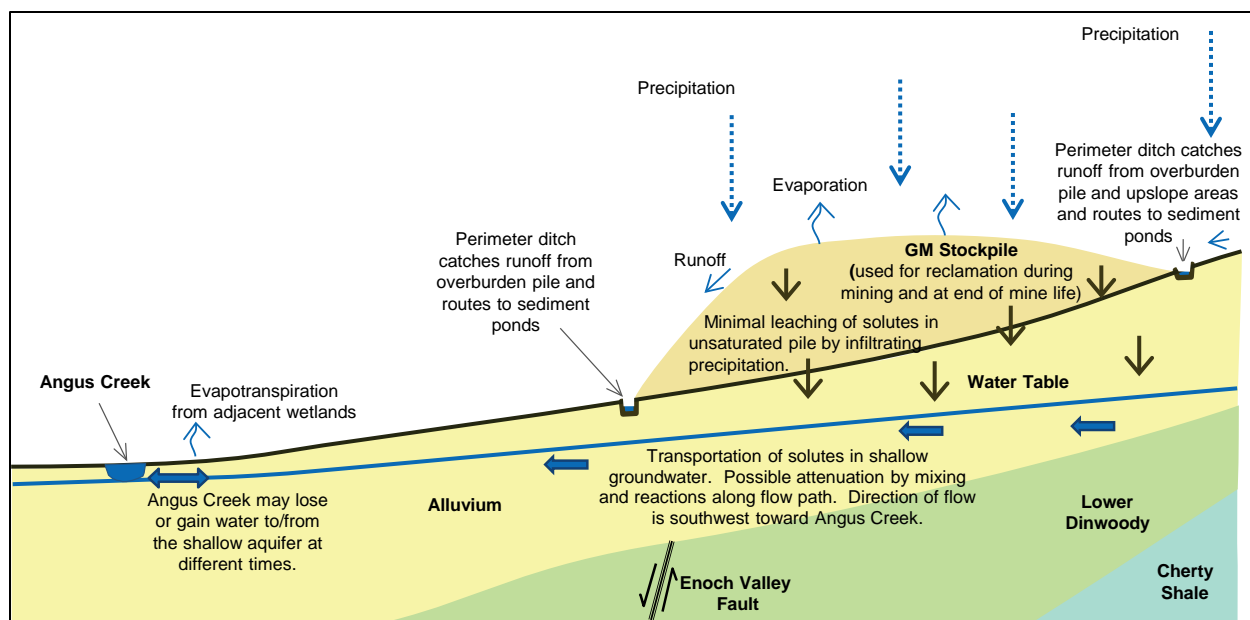 Precipitation
Precipitation
Perimeter ditch catches
runoff from overburden
pile and upslope areas
and routes to sediment
ponds
Evaporation
Perimeter ditch
catches runoff from
overburden pile and
routes to sediment
ponds
Runoff
GM Stockpile
(used for reclamation during
mining and at end of mine life)
Minimal leaching of solutes in
unsaturated pile by infiltrating
precipitation.
Angus Creek
Evapotranspiration
from adjacent wetlands
Water Table
Transportation of solutes in shallow
groundwater.  Possible attenuation by mixing
and reactions along flow path.  Direction of flow
is southwest toward Angus Creek.
Angus Creek may lose
or gain water to/from
the shallow aquifer at
different times.
Alluvium
Lower
Dinwoody
Enoch Valley
Fault
Cherty
Shale